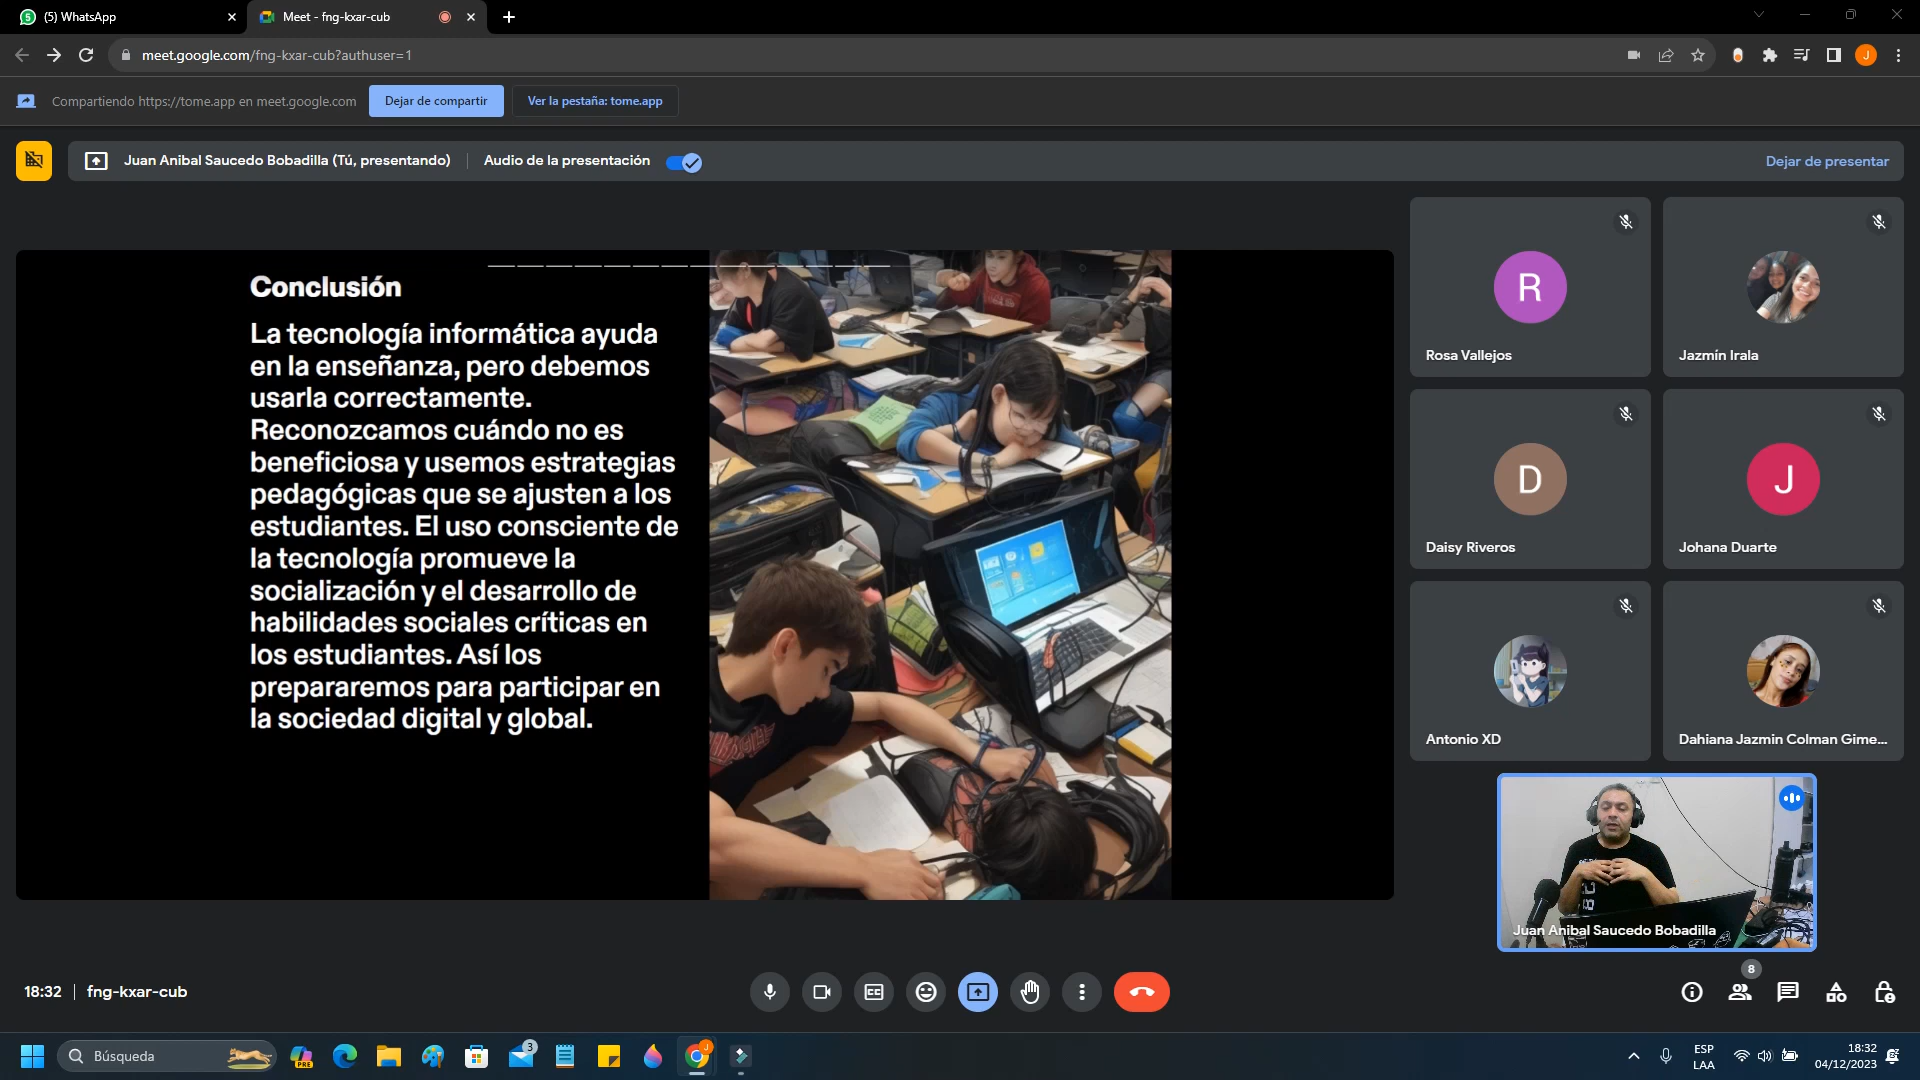 (5) WhatsApp
Meet - fng-kxar-cub
meet.google.com/fng-kxar-cub?authuser=1
J
Compartiendo https://tome.app en meet.google.com
Dejar de compartir
Ver la pestaña: tome.app
Juan Anibal Saucedo Bobadilla (Tú, presentando)
Audio de la presentación
Dejar de presentar
Conclusión
La tecnología informática ayuda
en la enseñanza, pero debemos
usarla correctamente.
Reconozcamos cuándo no es
beneficiosa y usemos estrategias
pedagógicas que se ajusten a los
estudiantes. El uso consciente de
la tecnología promueve la
socialización y el desarrollo de
habilidades sociales críticas en
los estudiantes. Así los
prepararemos para participar en
la sociedad digital y global.
R
Rosa Vallejos
Jazmín Irala
D
Daisy Riveros
J
Johana Duarte
Antonio XD
Dahiana Jazmin Colman Gime...
Juan Anibal Saucedo Bobadilla
18:32 | fng-kxar-cub
8
Búsqueda
PRE
3
J
ESP
LAA
18:32
04/12/2023